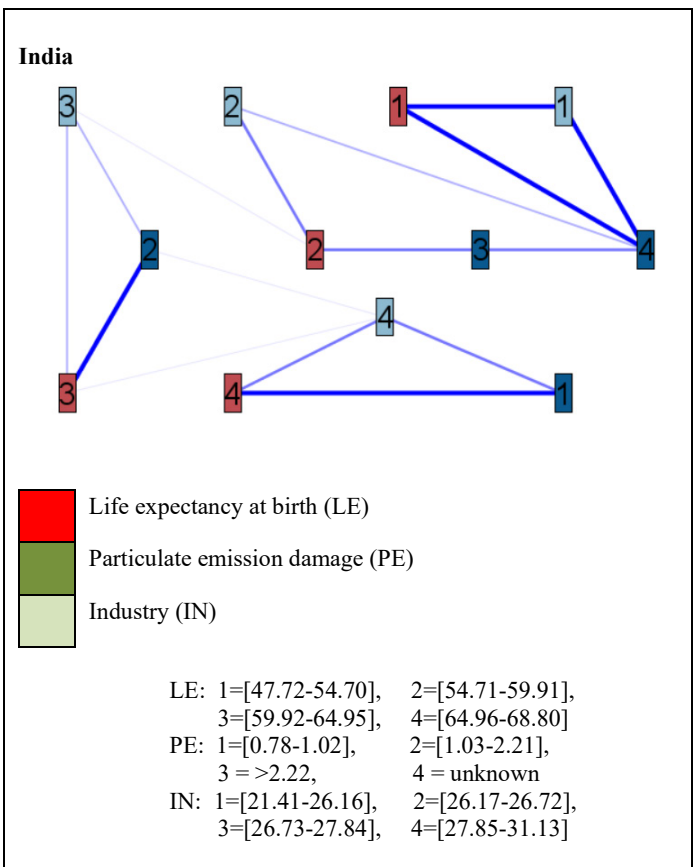 India
3 2 1 1
2 2 3 4
4
3 4 1
Life expectancy at birth (LE)
Particulate emission damage (PE)
Industry (IN)
LE: 1=[47.72-54.70], 2=[54.71-59.91],
3=[59.92-64.95], 4=[64.96-68.80]
PE: 1=[0.78-1.02], 2=[1.03-2.21],
3 = >2.22, 4 = unknown
IN: 1=[21.41-26.16], 2=[26.17-26.72],
3=[26.73-27.84], 4=[27.85-31.13]